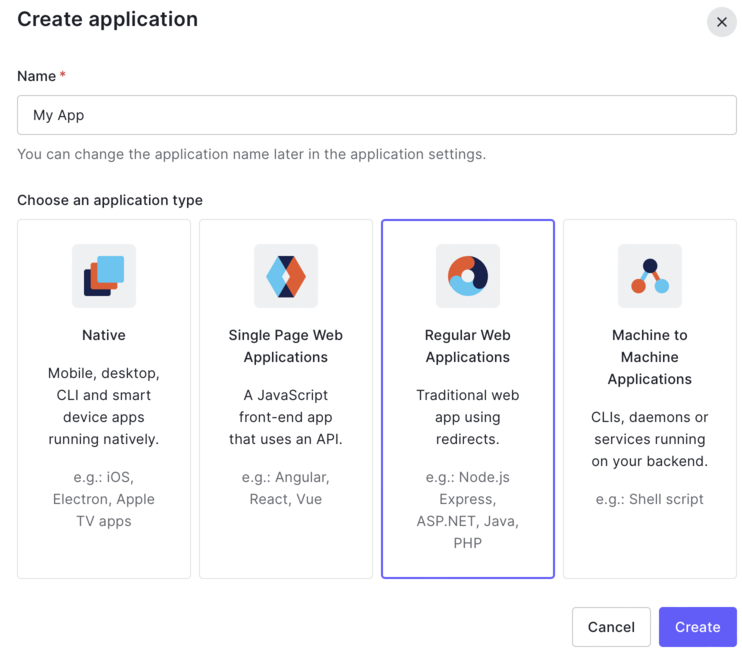 Create application
Name *
My App
You can change the application name later in the application settings.
Choose an application type
Native
Mobile, desktop,
CLI and smart
device apps
running natively.
e.g.: iOS,
Electron, Apple
TV apps
Single Page Web
Applications
A JavaScript
front-end app
that uses an API.
e.g.: Angular,
React, Vue
Regular Web
Applications
Traditional web
app using
redirects.
e.g.: Node.js
Express,
ASP.NET, Java,
PHP
Machine to
Machine
Applications
CLIs, daemons or
services running
on your backend.
e.g.: Shell script
Cancel
Create